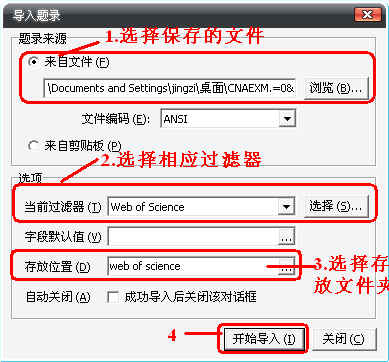 导入题录
题录来源
1.选择保存的文件
来自文件 (F)
\Documents and Settings\jingzi\桌面\CNAEXM.=0&
浏览 (B)...
文件编码 (E): ANSI
来自剪贴板 (P)
2.选择相应过滤器
选项
当前过滤器 (T) Web of Science 选择 (S)...
字段默认值 (V) ...
存放位置 (D) web of science ...
3.选择存
放文件夹
自动关闭 (A) 成功导入后关闭该对话框
4 开始导入 (I) 关闭 (C)